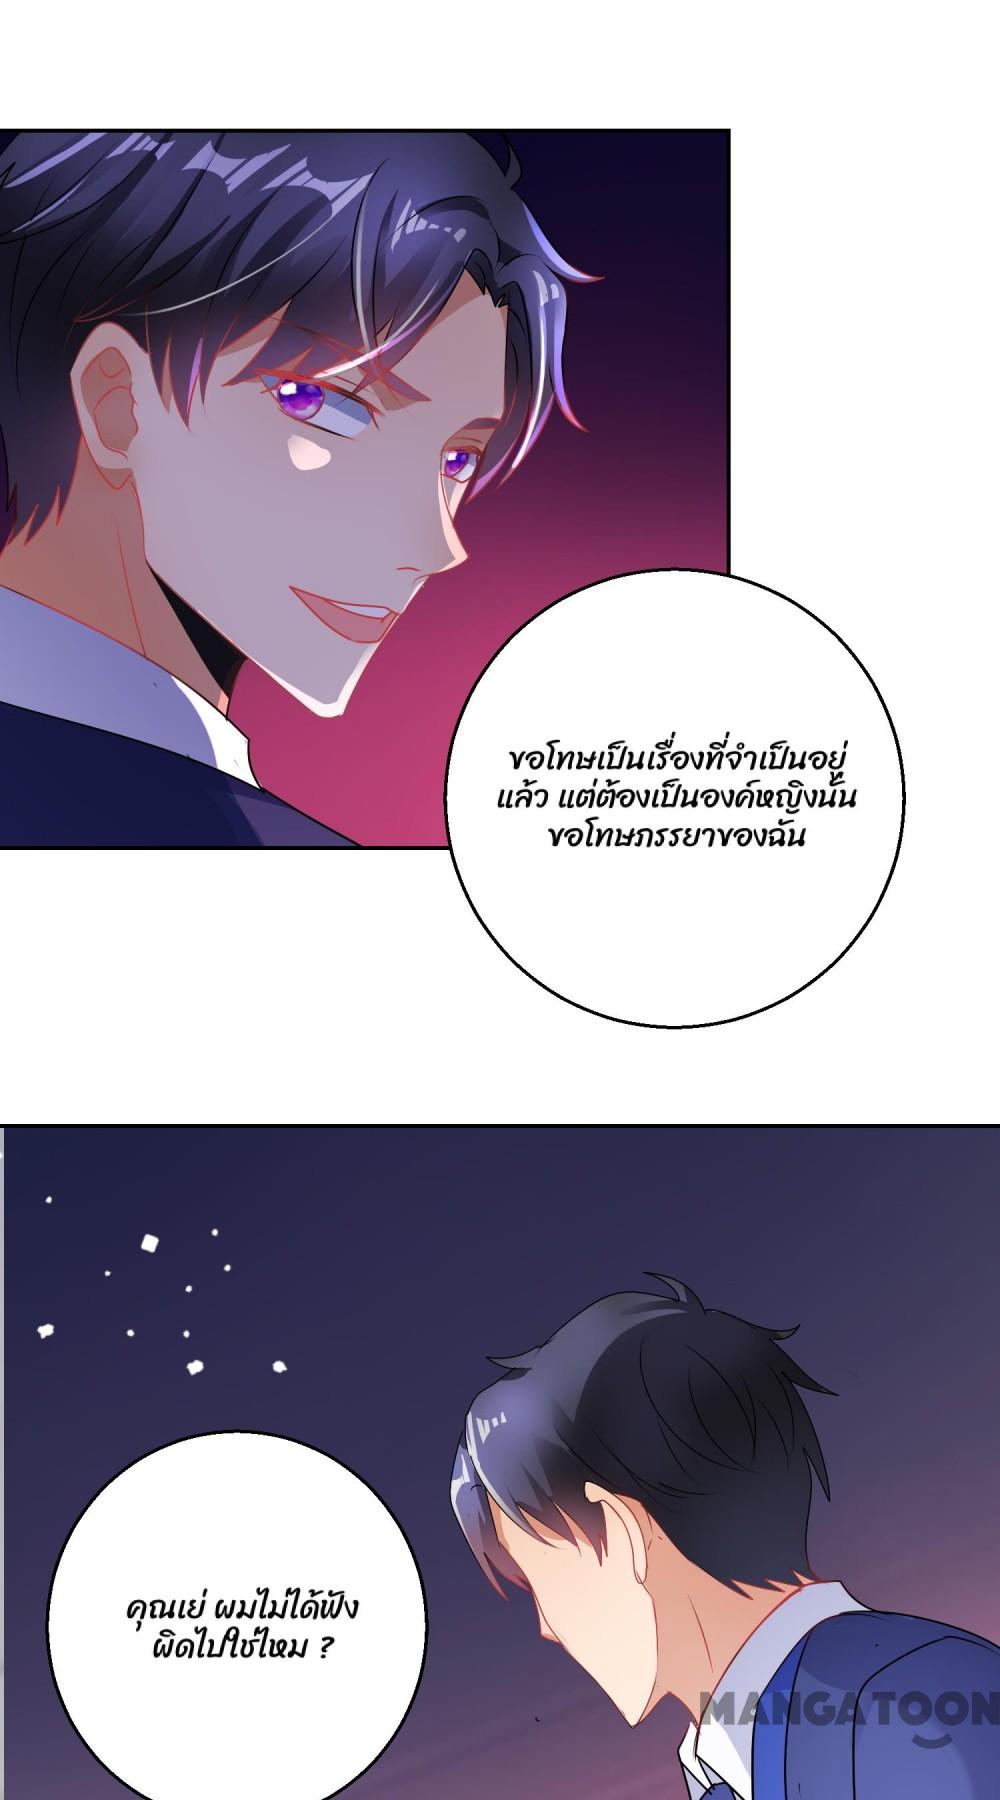 ขอโทษเป็นเรื่องที่จำเป็นอยู่
แล้ว แต่ต้องเป็นองค์หญิงนั้น
ขอโทษภรรยาของฉัน
คุณเย่ ผมไม่ได้ฟัง
ผิดไปใช่ไหม ?
MANGATOON